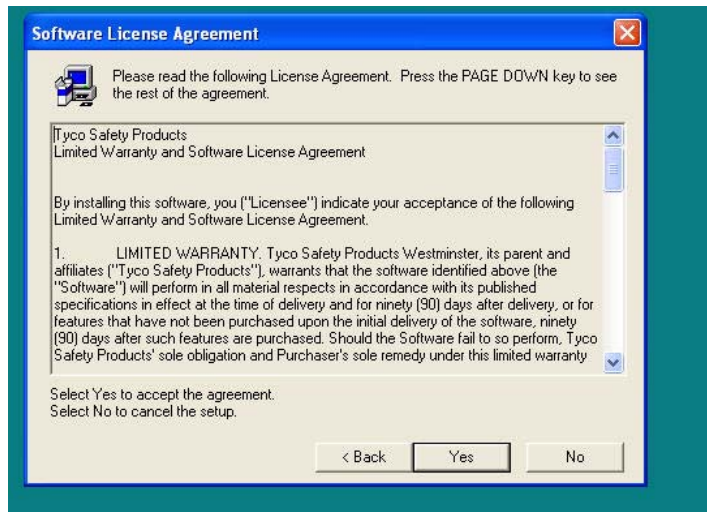 Software License Agreement
Please read the following License Agreement. Press the PAGE DOWN key to see
the rest of the agreement.
Tyco Safety Products
Limited Warranty and Software License Agreement
By installing this software, you ("Licensee") indicate your acceptance of the following
Limited Warranty and Software License Agreement.
1. LIMITED WARRANTY. Tyco Safety Products Westminster, its parent and
affiliates ("Tyco Safety Products"), warrants that the software identified above (the
"Software") will perform in all material respects in accordance with its published
specifications in effect at the time of delivery and for ninety (90) days after delivery, or for
features that have not been purchased upon the initial delivery of the software, ninety
(90) days after such features are purchased. Should the Software fail to so perform, Tyco
Safety Products' sole obligation and Purchaser's sole remedy under this limited warranty
Select Yes to accept the agreement.
Select No to cancel the setup.
< Back
Yes
No